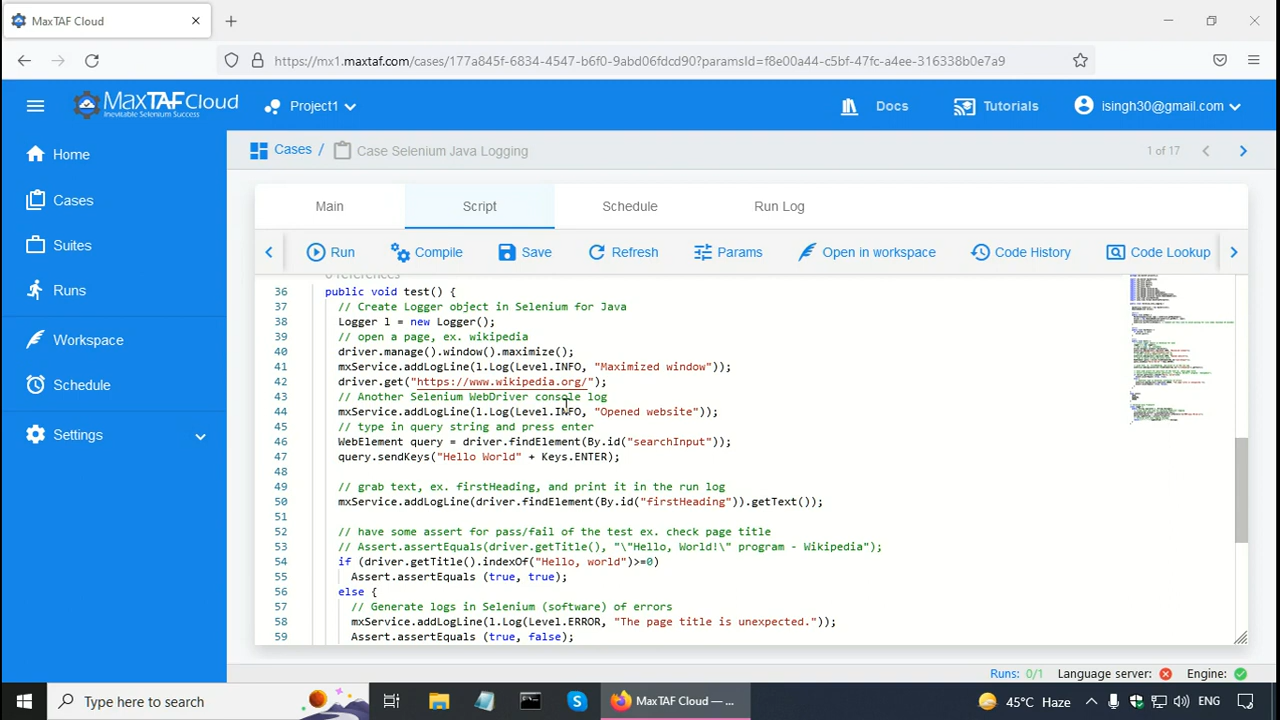 MaxTAF Cloud
https://mx1.maxtaf.com/cases/177a845f-6834-4547-b6f0-9abd06fdcd90?paramsId=f8e00a44-c5bf-47fc-a4ee-316338b0e7a9
MaxTAFCloud
Inevitable Selenium Success
Project1
Docs
Tutorials
isingh30@gmail.com
Home
Cases
Suites
Runs
Workspace
Schedule
Settings
Cases / Case Selenium Java Logging
1 of 17
Main
Script
Schedule
Run Log
Run
Compile
Save
Refresh
Params
Open in workspace
Code History
Code Lookup
0 references
36 public void test() {
37 // Create Logger object in Selenium for Java
38 Logger l = new Logger();
39 // open a page, ex. wikipedia
40 driver.manage().window().maximize();
41 mxService.addLogLine(l.Log(Level.INFO, "Maximized window"));
42 driver.get("https://www.wikipedia.org/");
43 // Another Selenium WebDriver console log
44 mxService.addLogLine(l.Log(Level.INFO, "Opened website"));
45 // type in query string and press enter
46 WebElement query = driver.findElement(By.id("searchInput"));
47 query.sendKeys("Hello World" + Keys.ENTER);
48
49 // grab text, ex. firstHeading, and print it in the run log
50 mxService.addLogLine(driver.findElement(By.id("firstHeading")).getText());
51
52 // have some assert for pass/fail of the test ex. check page title
53 // Assert.assertEquals(driver.getTitle(), "\"Hello, World!\" program - Wikipedia");
54 if (driver.getTitle().indexOf("Hello, world")>=0)
55 Assert.assertEquals (true, true);
56 else {
57 // Generate logs in Selenium (software) of errors
58 mxService.addLogLine(l.Log(Level.ERROR, "The page title is unexpected."));
59 Assert.assertEquals (true, false);
Runs: 0/1 Language server: Engine:
Type here to search
MaxTAF Cloud — ...
45°C Haze
ENG